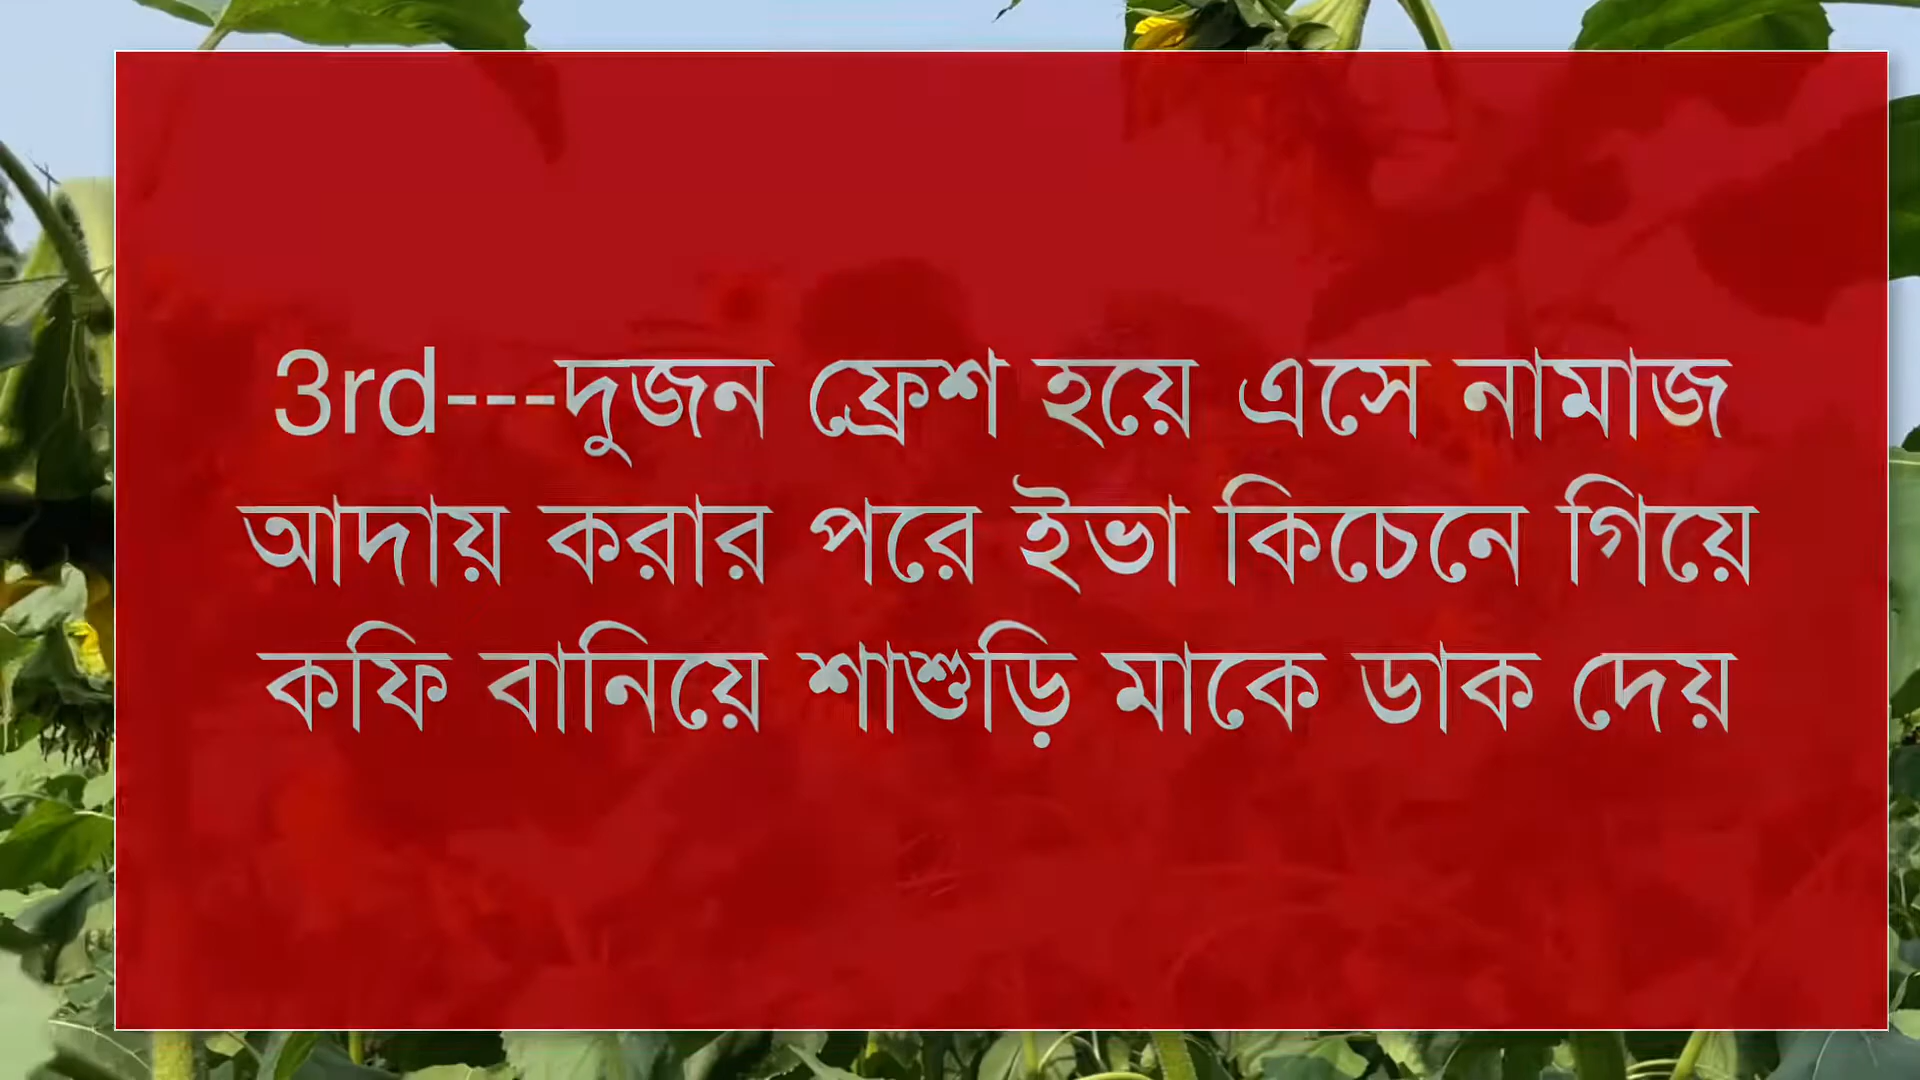 3rd---দুজন ফ্রেশ হয়ে এসে নামাজ
আদায় করার পরে ইভা কিচেনে গিয়ে
কফি বানিয়ে শাশুড়ি মাকে ডাক দেয়